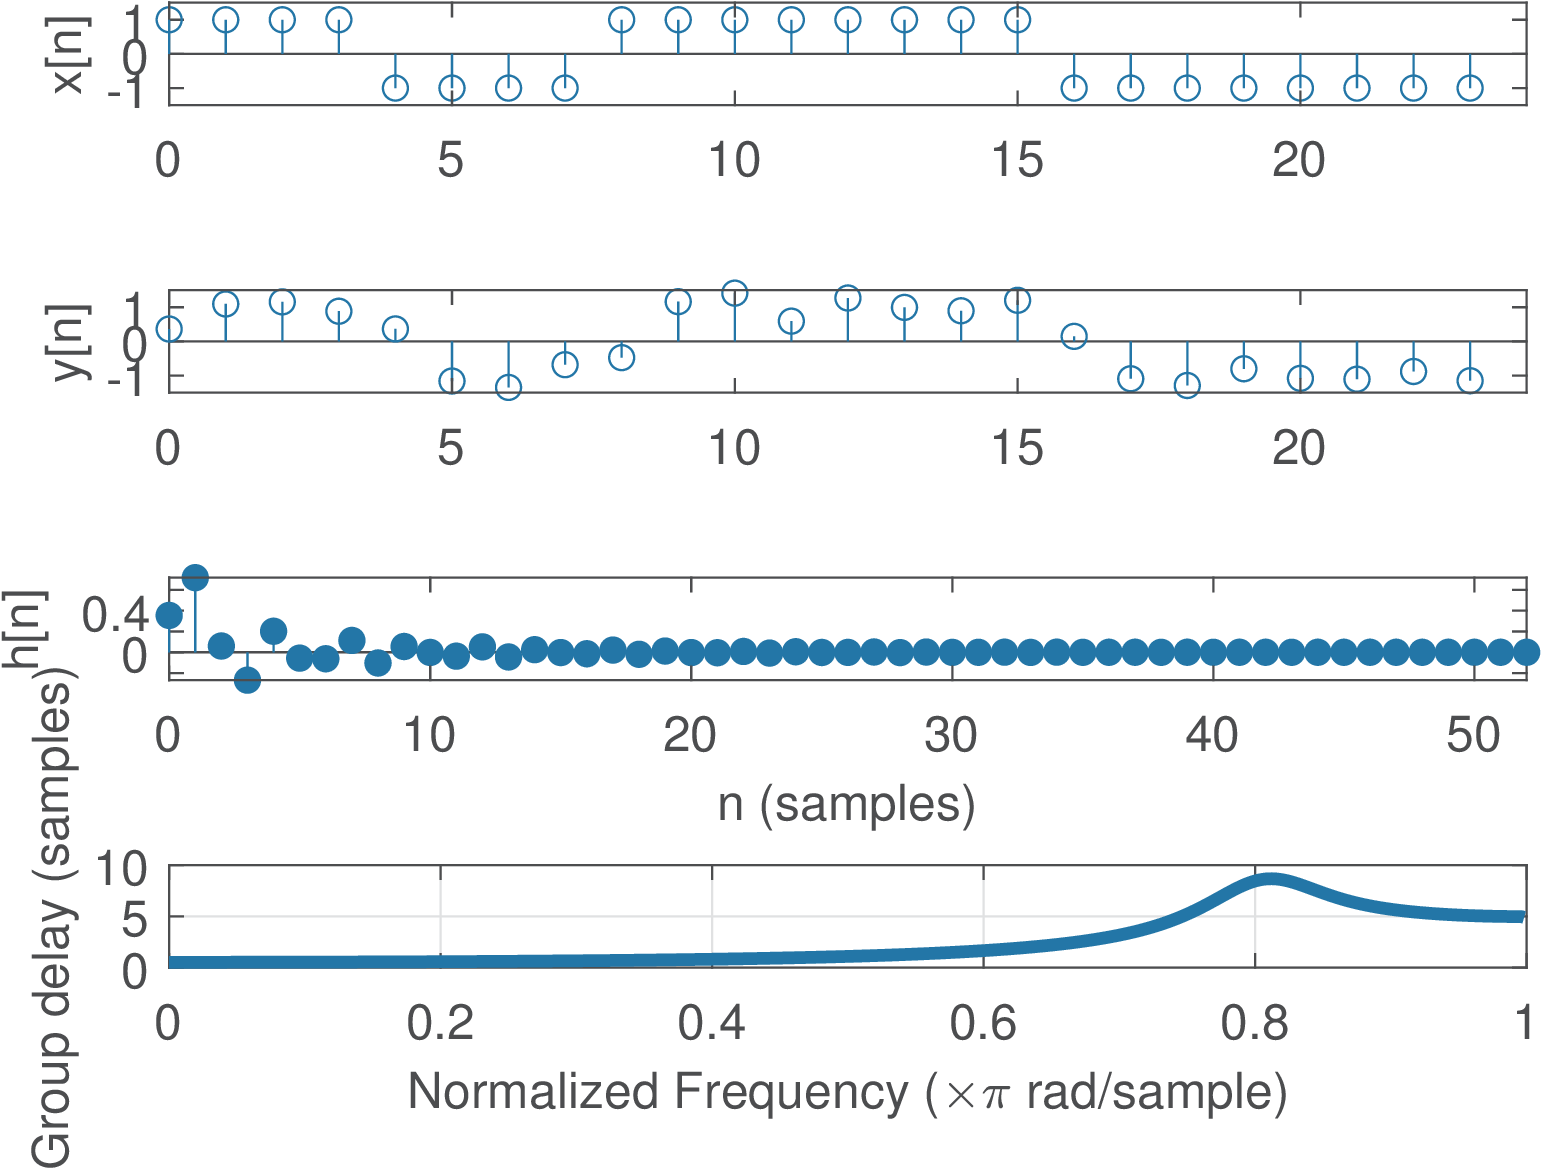 x[n]
1
0
-1
0 5 10 15 20
y[n]
1
0
-1
0 5 10 15 20
h[n]
0.4
0
0 10 20 30 40 50
n (samples)
Group delay (samples)
10
5
0
0 0.2 0.4 0.6 0.8 1
Normalized Frequency (×π rad/sample)